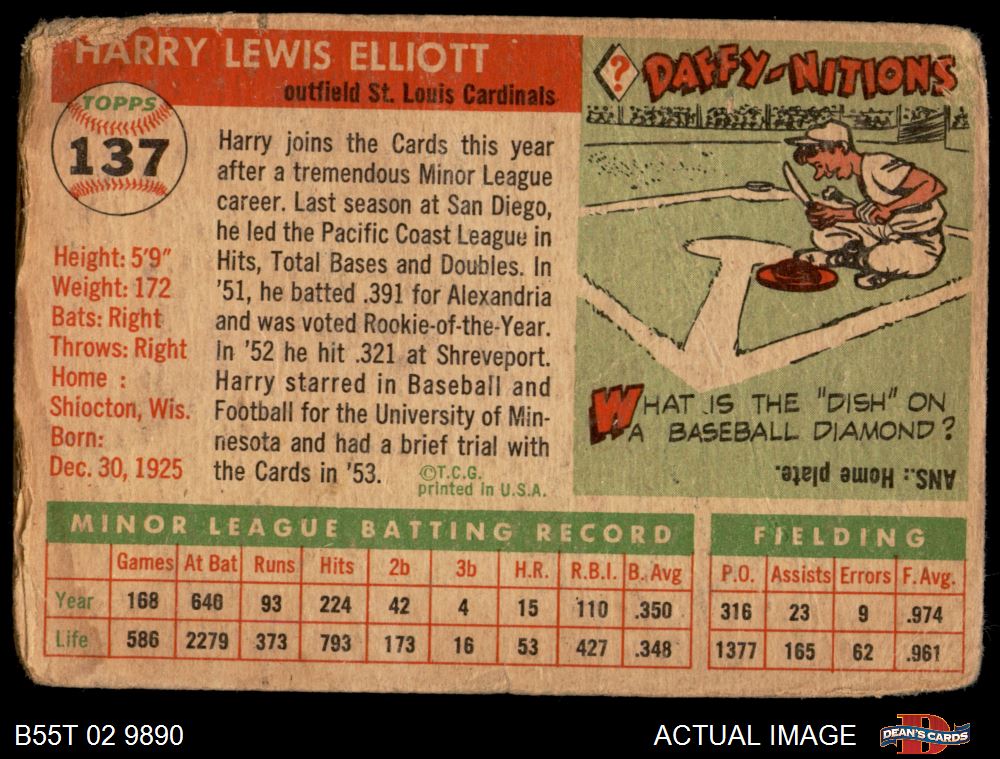 HARRY LEWIS ELLIOTT
outfield St. Louis Cardinals
TOPPS
137
Height: 5'9"
Weight: 172
Bats: Right
Throws: Right
Home :
Shiocton, Wis.
Born:
Dec. 30, 1925
Harry joins the Cards this year
after a tremendous Minor League
career. Last season at San Diego,
he led the Pacific Coast League in
Hits, Total Bases and Doubles. In
'51, he batted .391 for Alexandria
and was voted Rookie-of-the-Year.
In '52 he hit .321 at Shreveport.
Harry starred in Baseball and
Football for the University of Min-
nesota and had a brief trial with
the Cards in '53.
©T.C.G.
printed in U.S.A.
? DAFFY-NITIONS
WHAT IS THE "DISH" ON
A BASEBALL DIAMOND?
ANS.: Home plate.
MINOR LEAGUE BATTING RECORD
Games At Bat Runs Hits 2b 3b H.R. R.B.I. B. Avg
Year 168 640 93 224 42 4 15 110 .350
Life 586 2279 373 793 173 16 53 427 .348
FIELDING
P.O. Assists Errors F. Avg.
316 23 9 .974
1377 165 62 .961
B55T 02 9890
ACTUAL IMAGE
D
DEAN'S CARDS